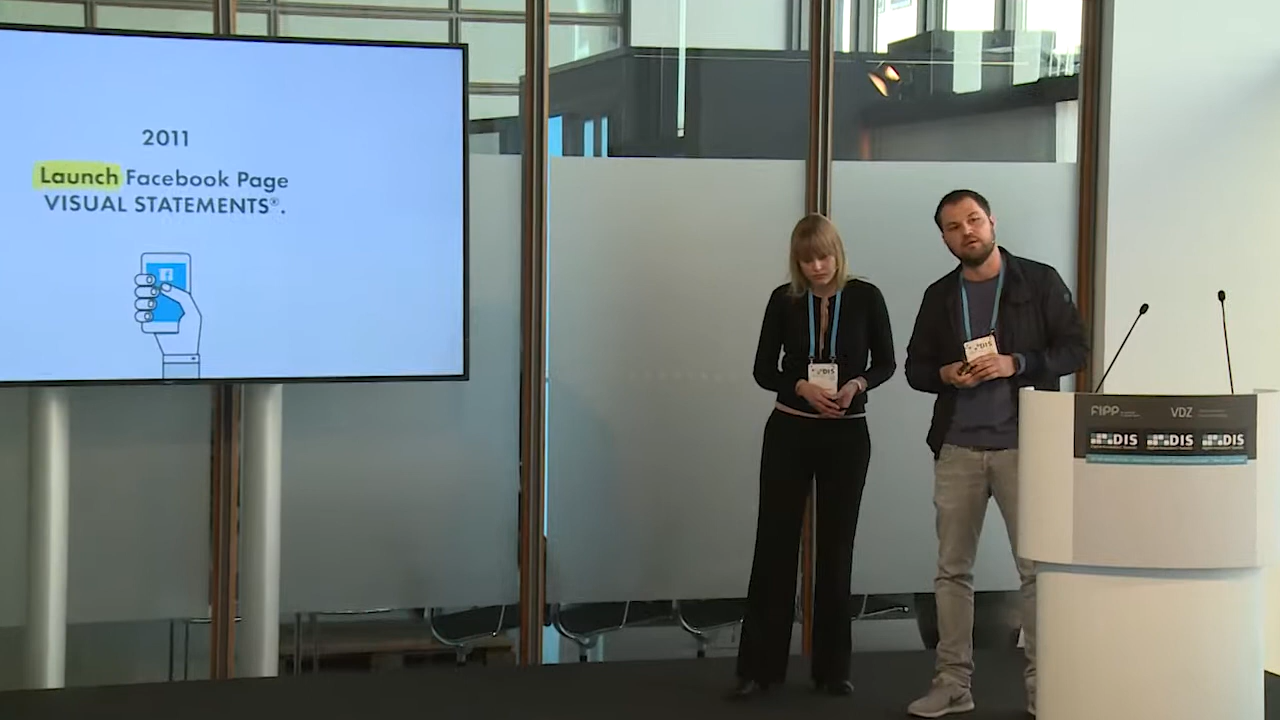 2011
Launch Facebook Page
VISUAL STATEMENTS®.
f
DIS
DIS
FIPP
VDZ
DIS DIS DIS